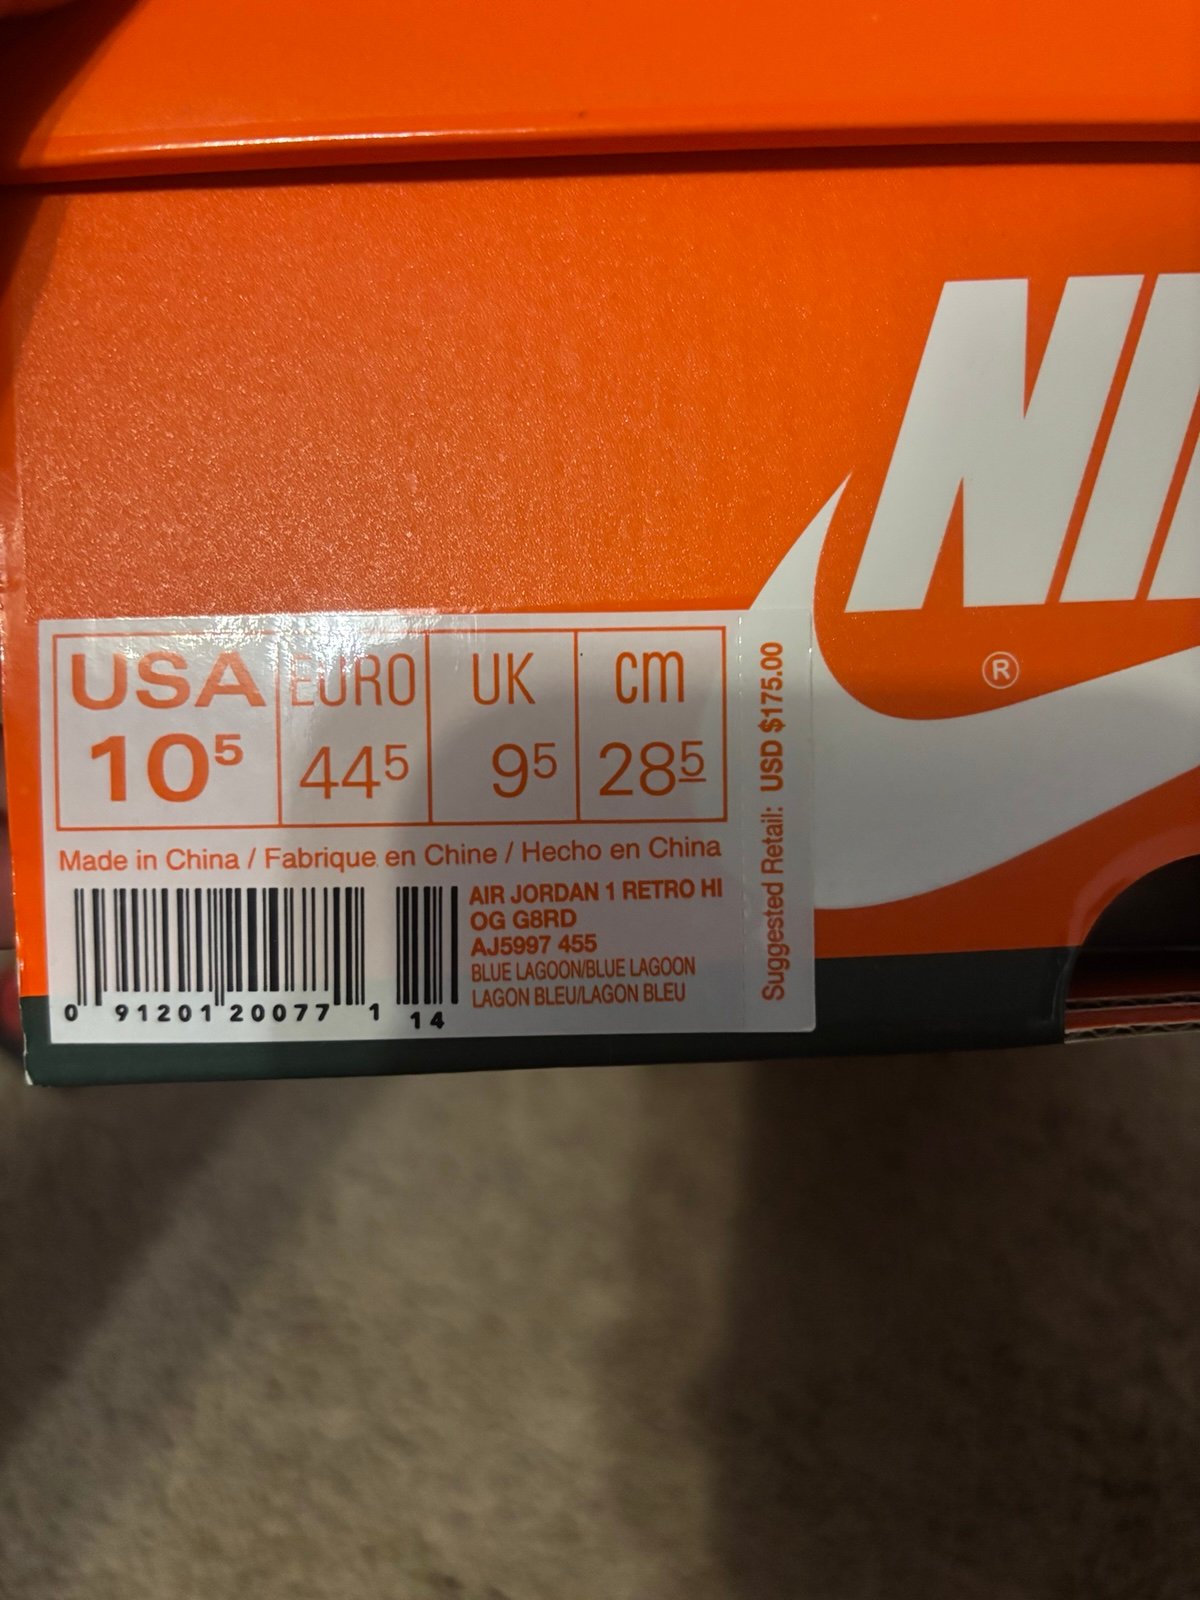 NI
®
USA EURO UK cm
10⁵ 44⁵ 9⁵ 28⁵
Made in China / Fabrique en Chine / Hecho en China
AIR JORDAN 1 RETRO HI
OG G8RD
AJ5997 455
BLUE LAGOON/BLUE LAGOON
LAGON BLEU/LAGON BLEU
0 91201 20077 1 14
Suggested Retail: USD $175.00